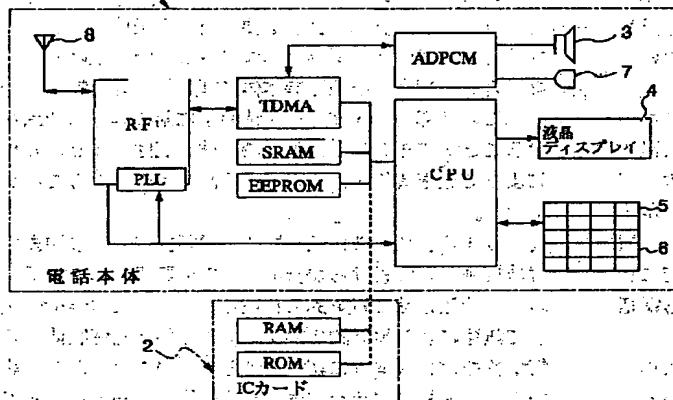 8
3
ADPCM
7
TDMA
4
RF
液晶
ディスプレイ
SRAM
CPU
PLL
EEPROM
5
6
電話本体
RAM
2
ROM
ICカード